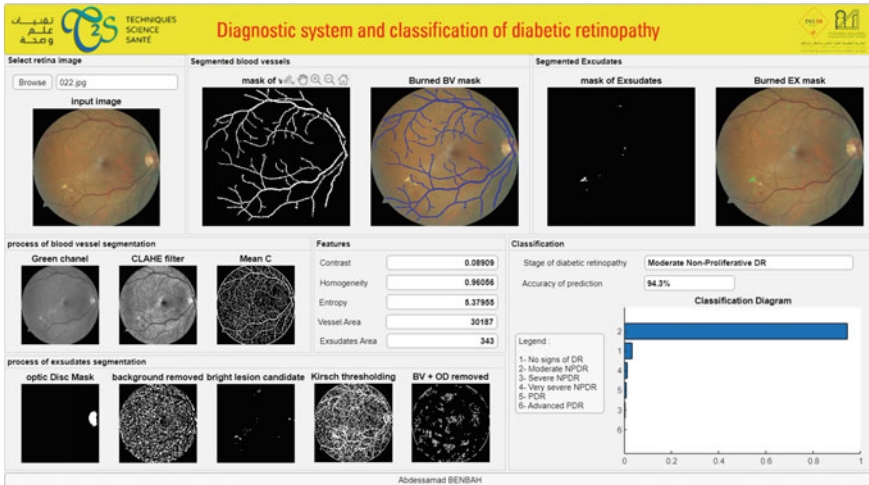 تقنيات
علم
و صحة
TECHNIQUES
SCIENCE
SANTÉ
Diagnostic system and classification of diabetic retinopathy
Select retina image
Browse 022.jpg
input image
Segmented blood vessels
mask of v
Burned BV mask
Segmented Excudates
mask of Exsudates
Burned EX mask
process of blood vessel segmentation
Green chanel
CLAHE filter
Mean C
Features
Contrast 0.08909
Homogeneity 0.96056
Entropy 5.37955
Vessel Area 30187
Exsudates Area 343
Classification
Stage of diabetic retinopathy Moderate Non-Proliferative DR
Accuracy of prediction 94.3%
Classification Diagram
Legend :
1- No signs of DR
2- Moderate NPDR
3- Severe NPDR
4- Very severe NPDR
5- PDR
6- Advanced PDR
2
1
4
5
3
6
0 0.2 0.4 0.6 0.8 1
process of exsudates segmentation
optic Disc Mask
background removed
bright lesion candidate
Kirsch thresholding
BV + OD removed
Abdessamad BENBAH